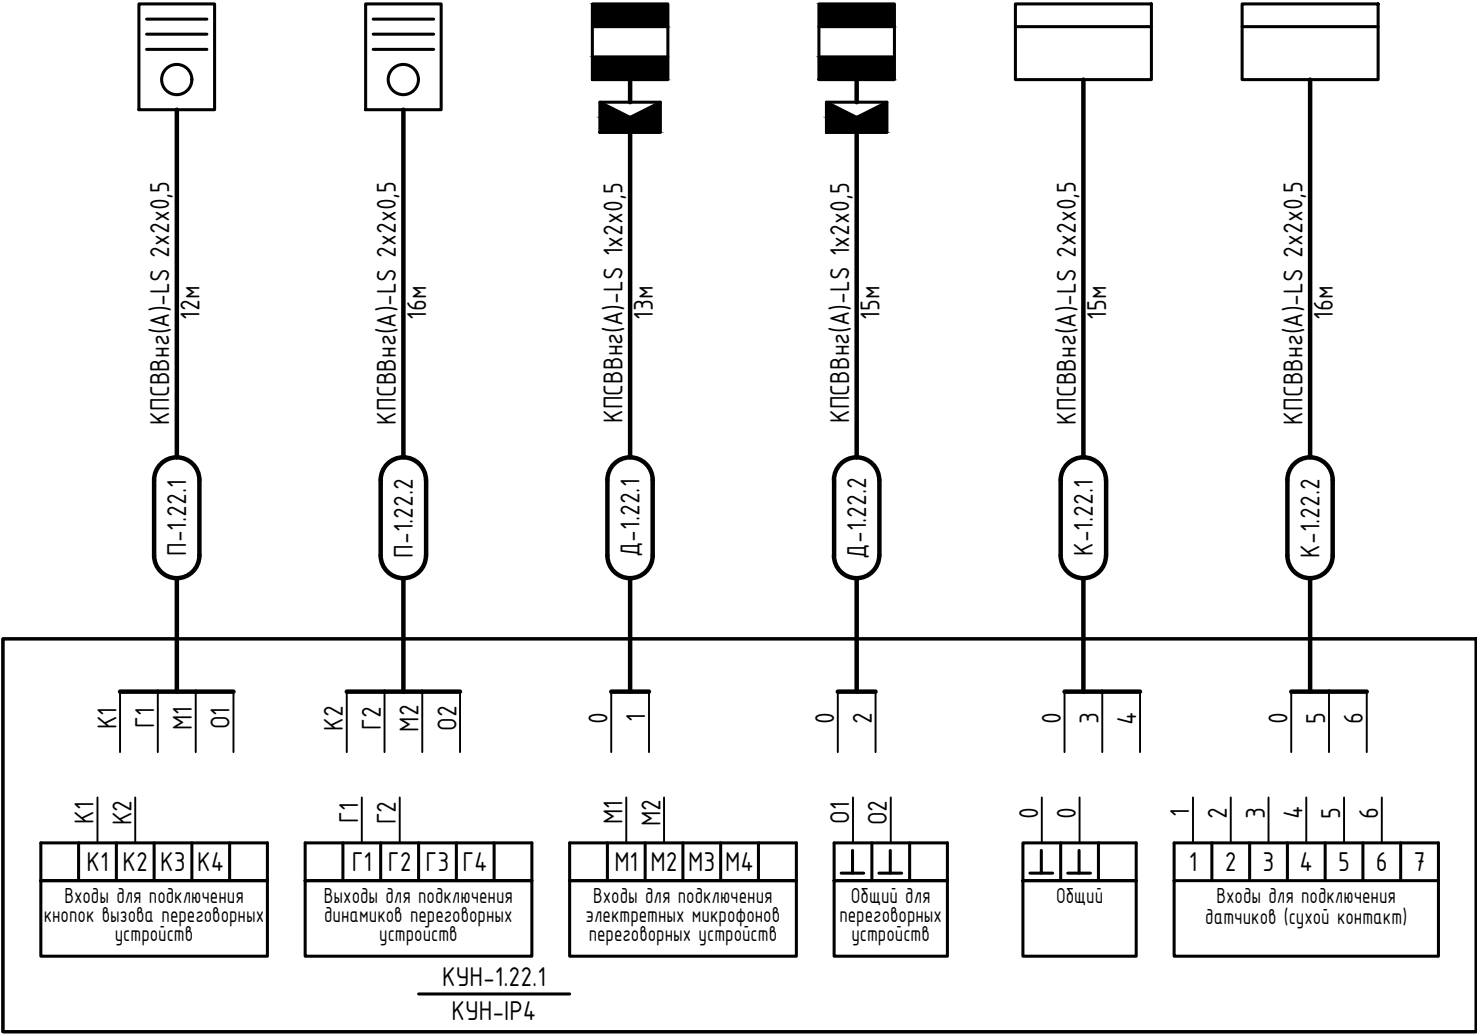 КПСВВнг(А)-LS 2x2x0,5
12м
КПСВВнг(А)-LS 2x2x0,5
16м
КПСВВнг(А)-LS 1x2x0,5
13м
КПСВВнг(А)-LS 1x2x0,5
15м
КПСВВнг(А)-LS 2x2x0,5
15м
КПСВВнг(А)-LS 2x2x0,5
16м
П-1.22.1
П-1.22.2
Д-1.22.1
Д-1.22.2
К-1.22.1
К-1.22.2
К1 Г1 М1 О1
К2 Г2 М2 О2
0 1
0 2
0 3 4
0 5 6
К1 К2
Г1 Г2
М1 М2
О1 О2
0 0
1 2 3 4 5 6
К1 К2 К3 К4
Г1 Г2 Г3 Г4
М1 М2 М3 М4
1 2 3 4 5 6 7
Входы для подключения
кнопок вызова переговорных
устройств
Выходы для подключения
динамиков переговорных
устройств
Входы для подключения
электретных микрофонов
переговорных устройств
Общий для
переговорных
устройств
Общий
Входы для подключения
датчиков (сухой контакт)
КУН-1.22.1
КУН-IP4